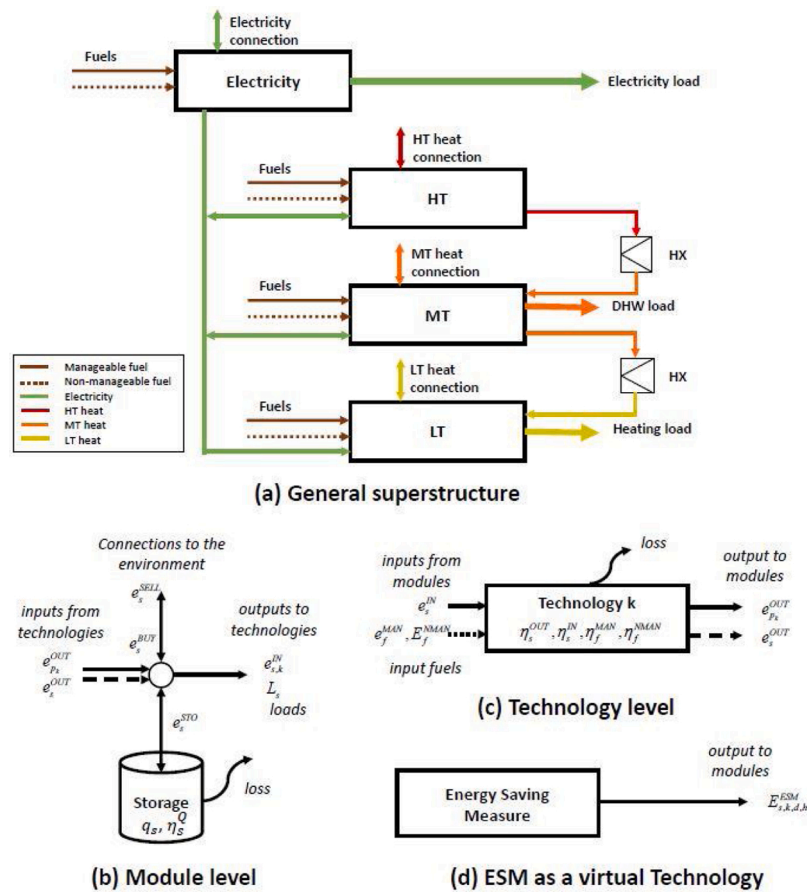 Electricity
connection
Fuels
Electricity
Electricity load
HT heat
connection
Fuels
HT
HX
MT heat
connection
Fuels
MT
DHW load
LT heat
connection
HX
Fuels
LT
Heating load
Manageable fuel
Non-manageable fuel
Electricity
HT heat
MT heat
LT heat
(a) General superstructure
Connections to the
environment
e_s^{SELL}
inputs from
technologies
outputs to
technologies
e_s^{BUY}
e_{p_k}^{OUT}
e_s^{OUT}
e_{s,k}^{IN}
L_s
loads
e_s^{STO}
loss
Storage
q_s, η_s^Q
(b) Module level
loss
inputs from
modules
output to
modules
e_s^{IN}
Technology k
e_{p_k}^{OUT}
e_f^{MAN}, E_f^{NMAN}
η_s^{OUT}, η_s^{IN}, η_f^{MAN}, η_f^{NMAN}
e_s^{OUT}
input fuels
(c) Technology level
output to
modules
Energy Saving
Measure
(d) ESM as a virtual Technology